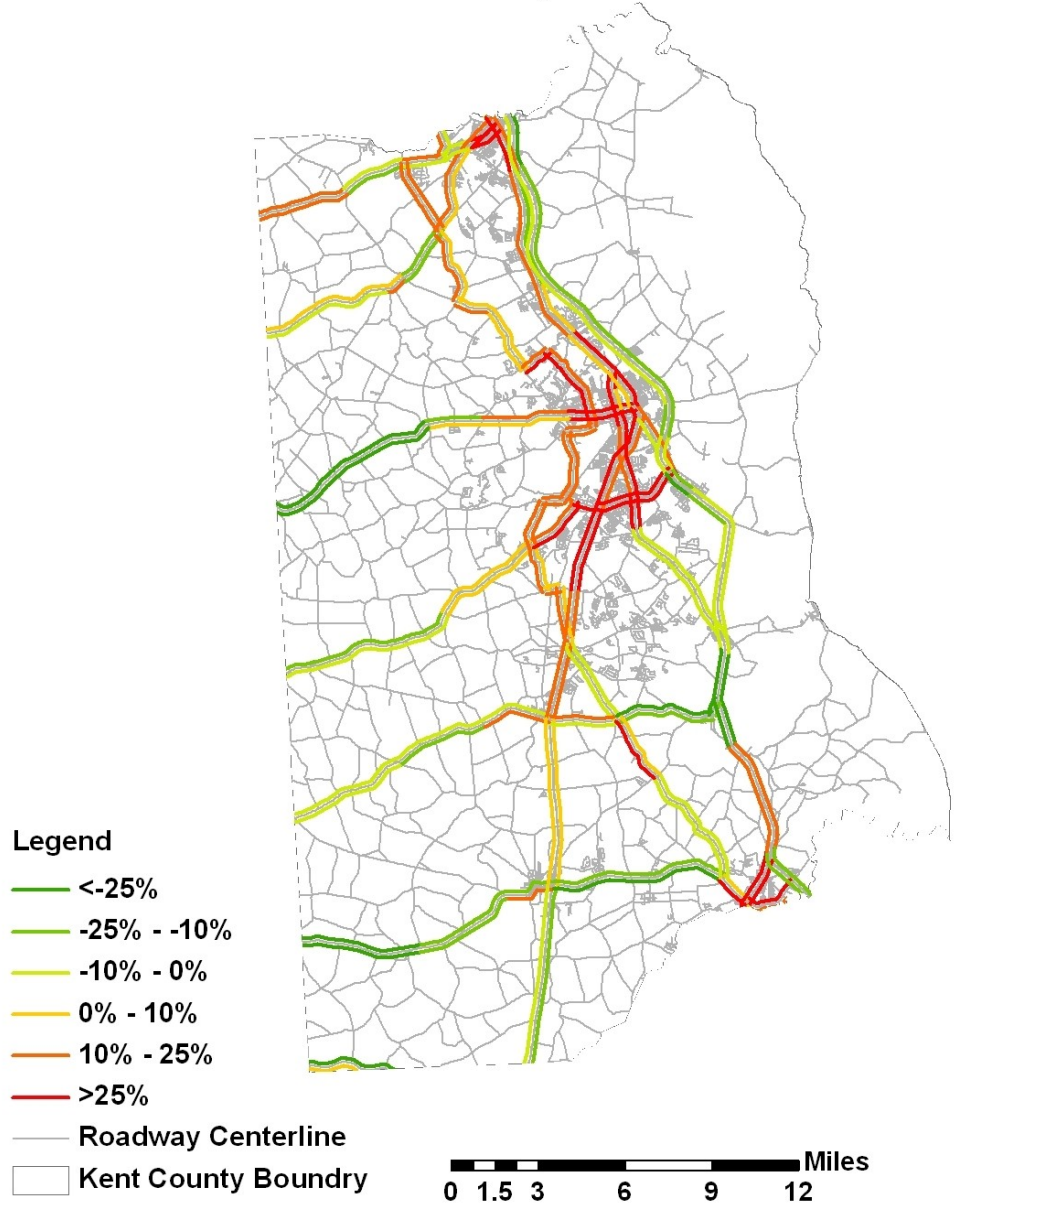 Legend
<-25%
-25% - -10%
-10% - 0%
0% - 10%
10% - 25%
>25%
Roadway Centerline
Kent County Boundry
Miles
0 1.5 3 6 9 12